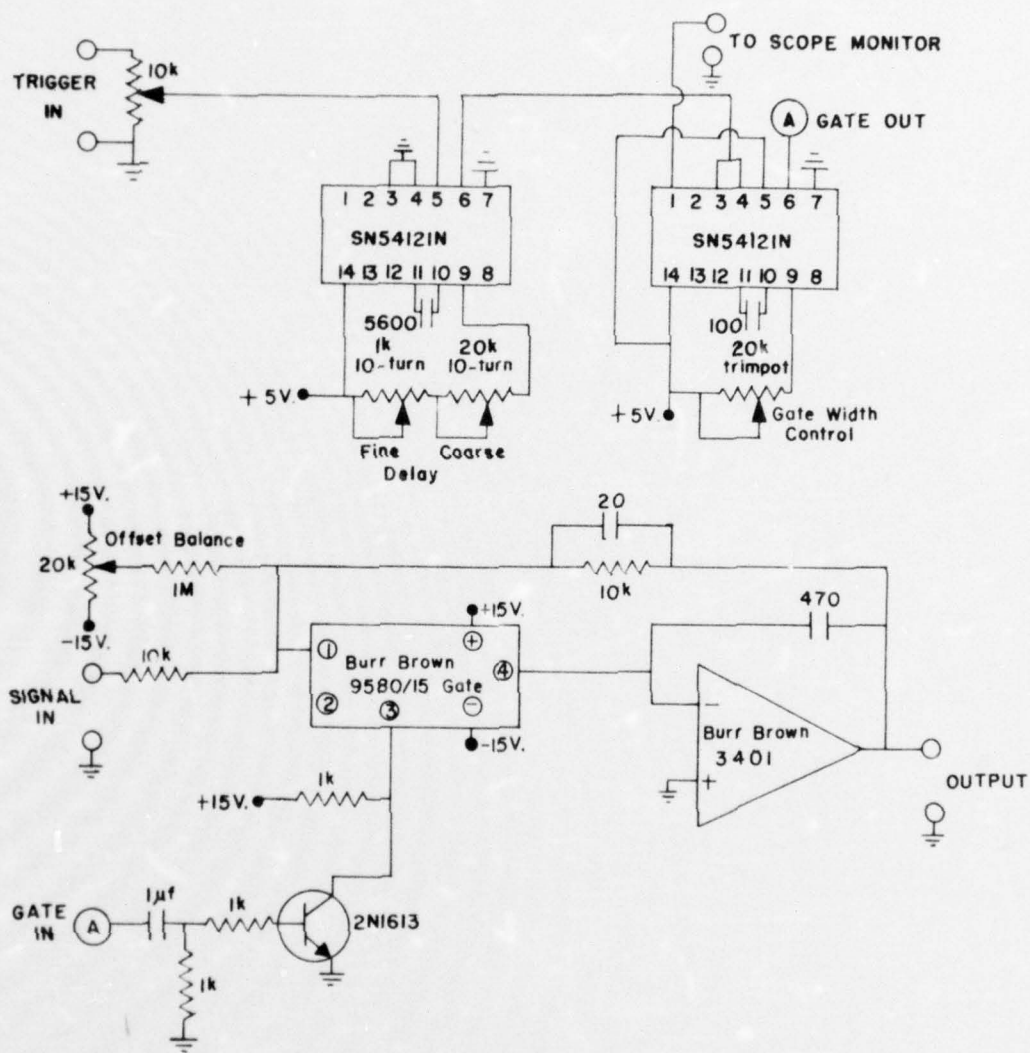 TO SCOPE MONITOR
TRIGGER IN
10k
A GATE OUT
1 2 3 4 5 6 7
SN54121N
14 13 12 11 10 9 8
5600
1k 10-turn
20k 10-turn
+ 5V.
Fine Coarse
Delay
1 2 3 4 5 6 7
SN54121N
14 13 12 11 10 9 8
100
20k trimpot
+5V.
Gate Width Control
+15V.
Offset Balance
20k
1M
-15V.
20
10k
470
SIGNAL IN
10k
+15V.
1 + 4
Burr Brown
9580/15 Gate
2 3 −
-15V.
−
Burr Brown
3401
+
OUTPUT
1k
+15V.
GATE IN
A
1µf
1k
2N1613
1k